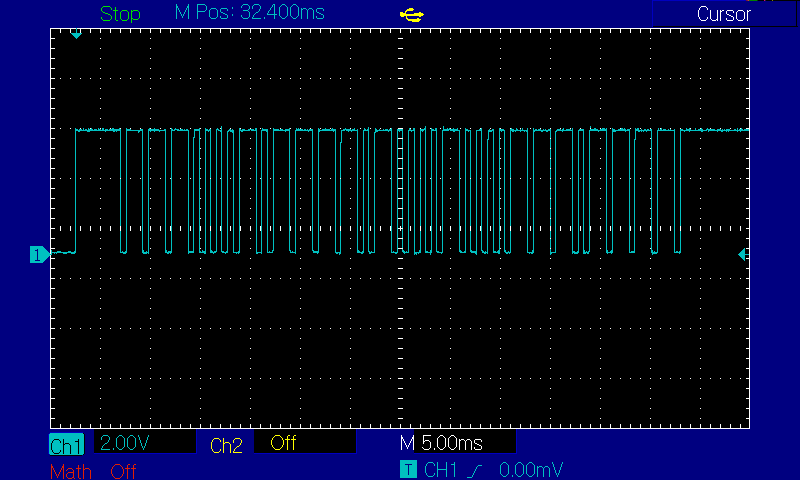 Stop M Pos: 32.400ms Cursor
1
Ch1 2.00V Ch2 Off M 5.00ms
Math Off T CH1 0.00mV